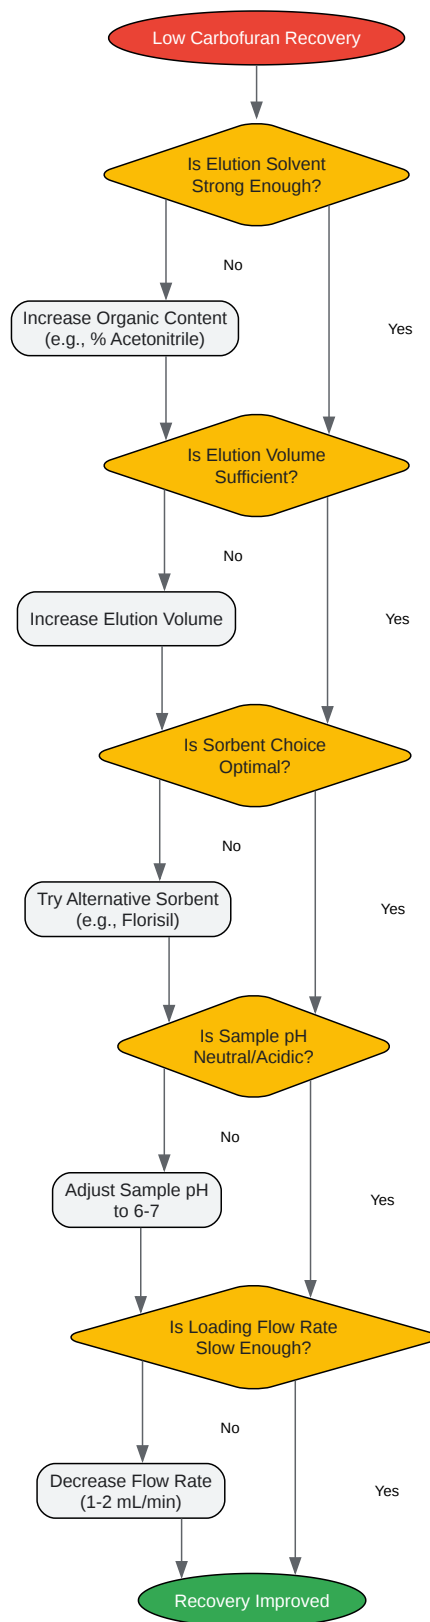 Low Carbofuran Recovery
Is Elution Solvent
Strong Enough?
No
Increase Organic Content
(e.g., % Acetonitrile)
Yes
Is Elution Volume
Sufficient?
No
Increase Elution Volume
Yes
Is Sorbent Choice
Optimal?
No
Try Alternative Sorbent
(e.g., Florisil)
Yes
Is Sample pH
Neutral/Acidic?
No
Adjust Sample pH
to 6-7
Yes
Is Loading Flow Rate
Slow Enough?
No
Decrease Flow Rate
(1-2 mL/min)
Yes
Recovery Improved